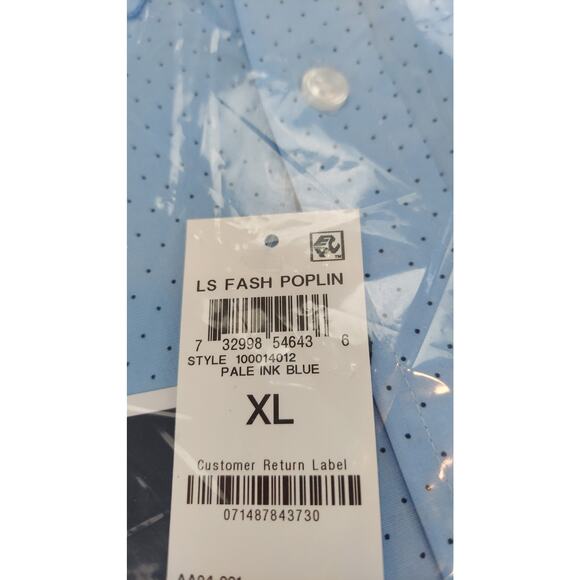 LS FASH POPLIN
7 32998 54643 6
STYLE 100014012
PALE INK BLUE
XL
Customer Return Label
071487843730